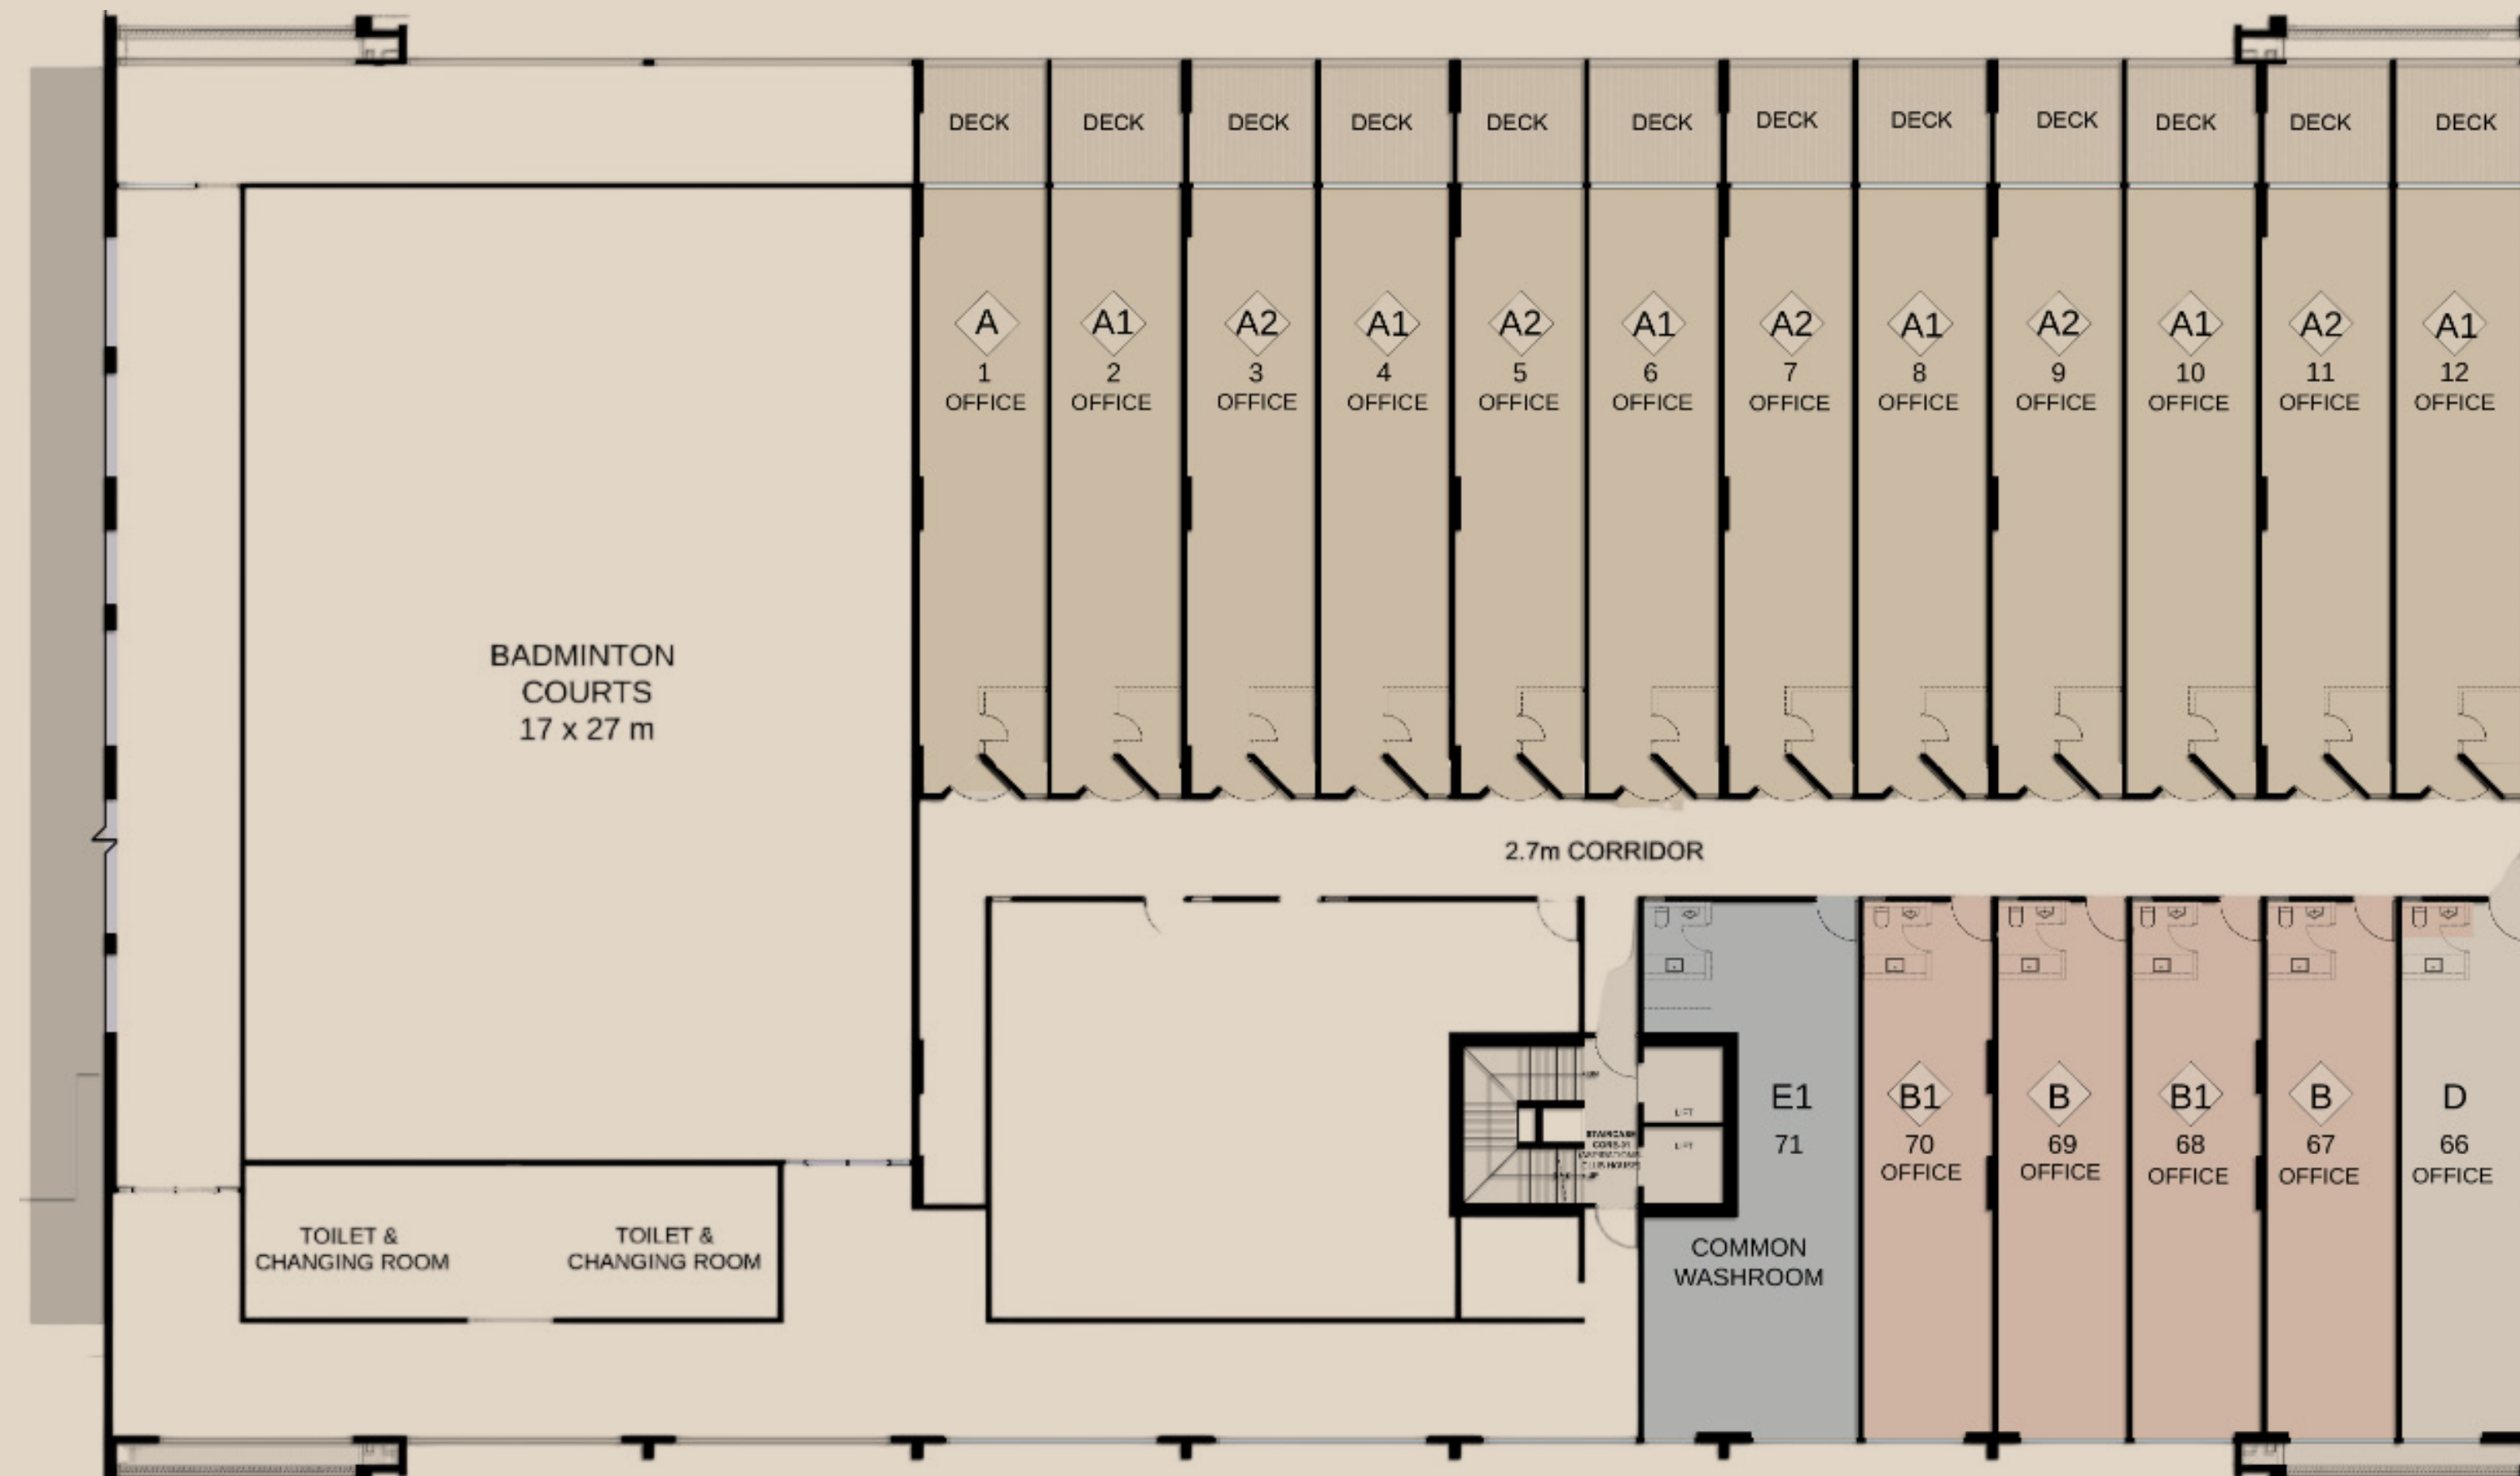 DECK DECK DECK DECK DECK DECK DECK DECK DECK DECK DECK DECK
A A1 A2 A1 A2 A1 A2 A1 A2 A1 A2 A1
1 2 3 4 5 6 7 8 9 10 11 12
OFFICE OFFICE OFFICE OFFICE OFFICE OFFICE OFFICE OFFICE OFFICE OFFICE OFFICE OFFICE
BADMINTON
COURTS
17 x 27 m
2.7m CORRIDOR
E1 B1 B B1 B D
71 70 69 68 67 66
OFFICE OFFICE OFFICE OFFICE OFFICE
LIFT
LIFT
STAIRCASE
TOILET &
CHANGING ROOM
TOILET &
CHANGING ROOM
COMMON
WASHROOM